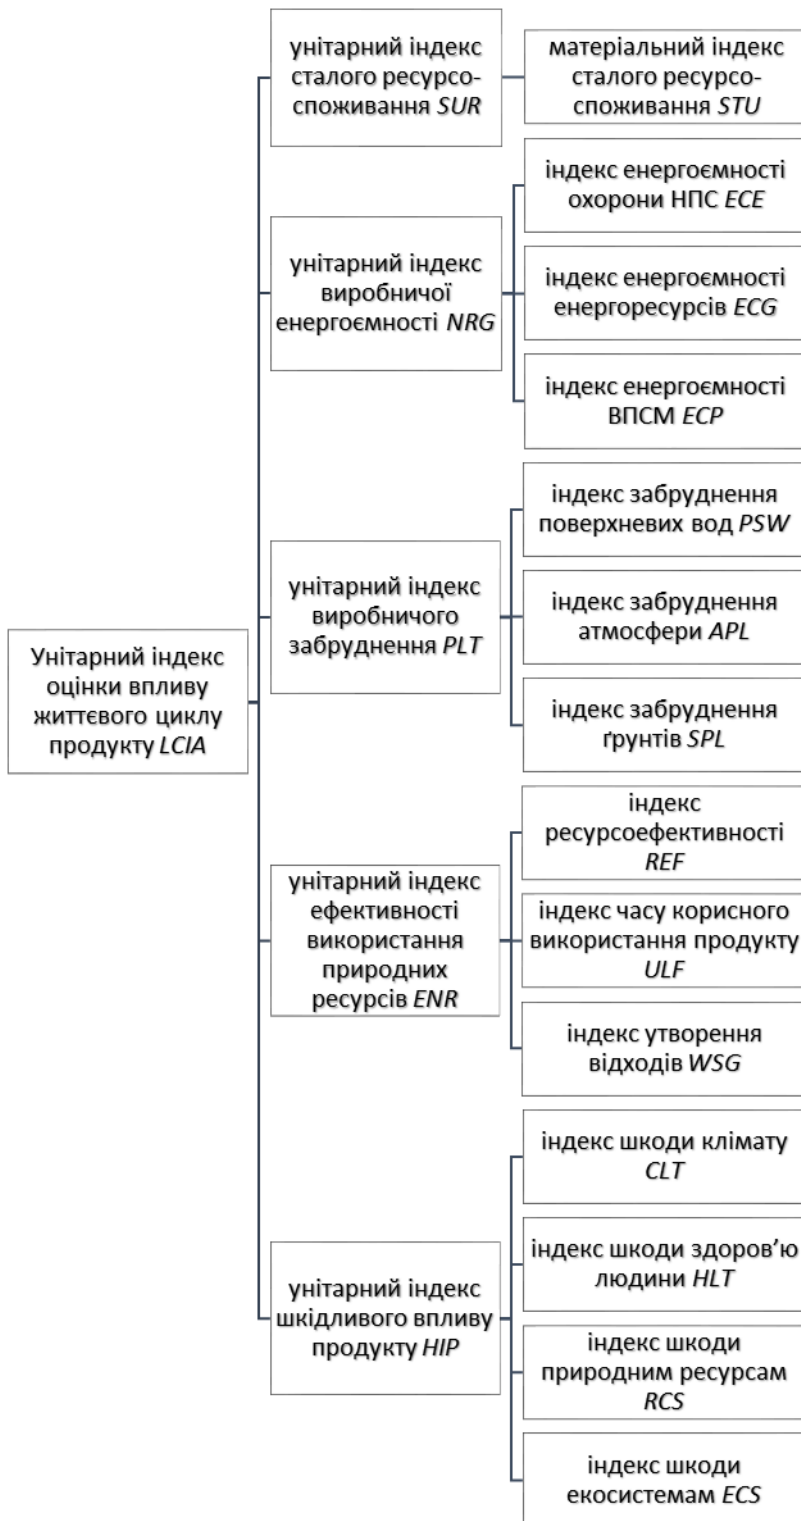 унітарний індекс
сталого ресурсо-
споживання SUR
матеріальний індекс
сталого ресурсо-
споживання STU
індекс енергоємності
охорони НПС ECE
унітарний індекс
виробничої
енергоємності NRG
індекс енергоємності
енергоресурсів ECG
індекс енергоємності
ВПСМ ECP
індекс забруднення
поверхневих вод PSW
унітарний індекс
виробничого
забруднення PLT
індекс забруднення
атмосфери APL
індекс забруднення
ґрунтів SPL
Унітарний індекс
оцінки впливу
життєвого циклу
продукту LCIA
індекс
ресурсоефективності
REF
унітарний індекс
ефективності
використання
природних
ресурсів ENR
індекс часу корисного
використання продукту
ULF
індекс утворення
відходів WSG
індекс шкоди клімату
CLT
індекс шкоди здоров’ю
людини HLT
унітарний індекс
шкідливого впливу
продукту HIP
індекс шкоди
природним ресурсам
RCS
індекс шкоди
екосистемам ECS